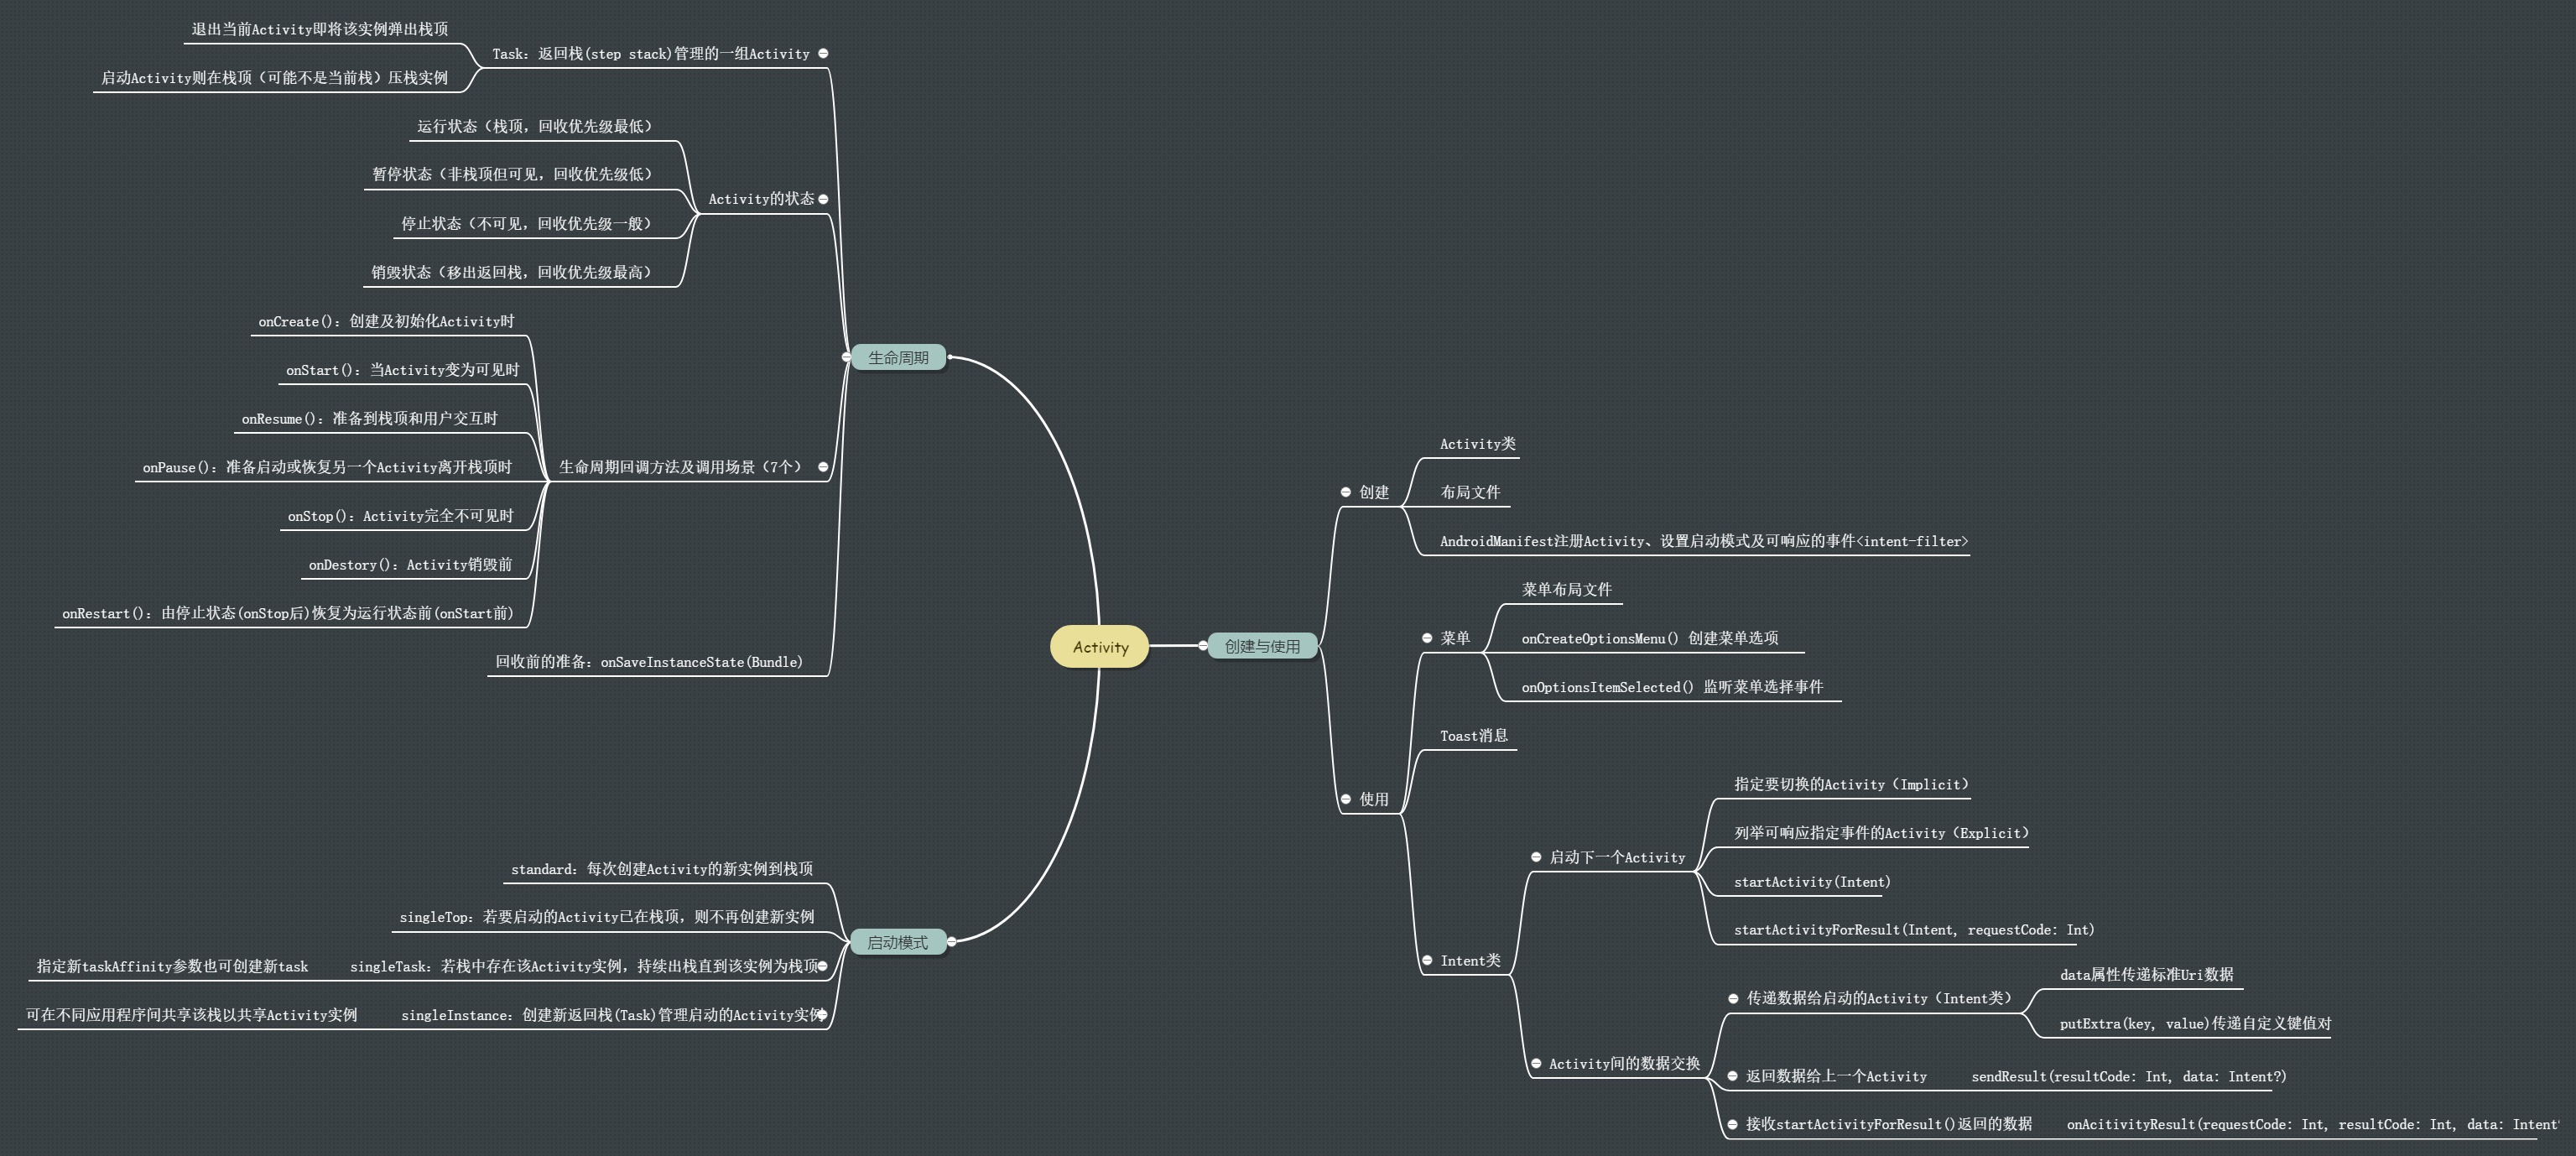 退出当前Activity即将该实例弹出栈顶
Task：返回栈(step stack)管理的一组Activity
启动Activity则在栈顶（可能不是当前栈）压栈实例
运行状态（栈顶，回收优先级最低）
暂停状态（非栈顶但可见，回收优先级低）
Activity的状态
停止状态（不可见，回收优先级一般）
销毁状态（移出返回栈，回收优先级最高）
onCreate()：创建及初始化Activity时
生命周期
onStart()：当Activity变为可见时
onResume()：准备到栈顶和用户交互时
onPause()：准备启动或恢复另一个Activity离开栈顶时
生命周期回调方法及调用场景（7个）
onStop()：Activity完全不可见时
onDestory()：Activity销毁前
onRestart()：由停止状态(onStop后)恢复为运行状态前(onStart前)
回收前的准备：onSaveInstanceState(Bundle)
Activity
standard：每次创建Activity的新实例到栈顶
singleTop：若要启动的Activity已在栈顶，则不再创建新实例
启动模式
指定新taskAffinity参数也可创建新task
singleTask：若栈中存在该Activity实例，持续出栈直到该实例为栈顶
可在不同应用程序间共享该栈以共享Activity实例
singleInstance：创建新返回栈(Task)管理启动的Activity实例
创建与使用
Activity类
创建
布局文件
AndroidManifest注册Activity、设置启动模式及可响应的事件<intent-filter>
菜单布局文件
菜单
onCreateOptionsMenu() 创建菜单选项
onOptionsItemSelected() 监听菜单选择事件
Toast消息
使用
指定要切换的Activity（Implicit）
列举可响应指定事件的Activity（Explicit）
启动下一个Activity
startActivity(Intent)
startActivityForResult(Intent, requestCode: Int)
Intent类
data属性传递标准Uri数据
传递数据给启动的Activity（Intent类）
putExtra(key, value)传递自定义键值对
Activity间的数据交换
返回数据给上一个Activity
sendResult(resultCode: Int, data: Intent?)
接收startActivityForResult()返回的数据
onAcitivityResult(requestCode: Int, resultCode: Int, data: Intent